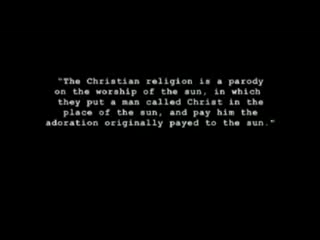 "The Christian religion is a parody
on the worship of the sun, in which
they put a man called Christ in the
place of the sun, and pay him the
adoration originally payed to the sun."